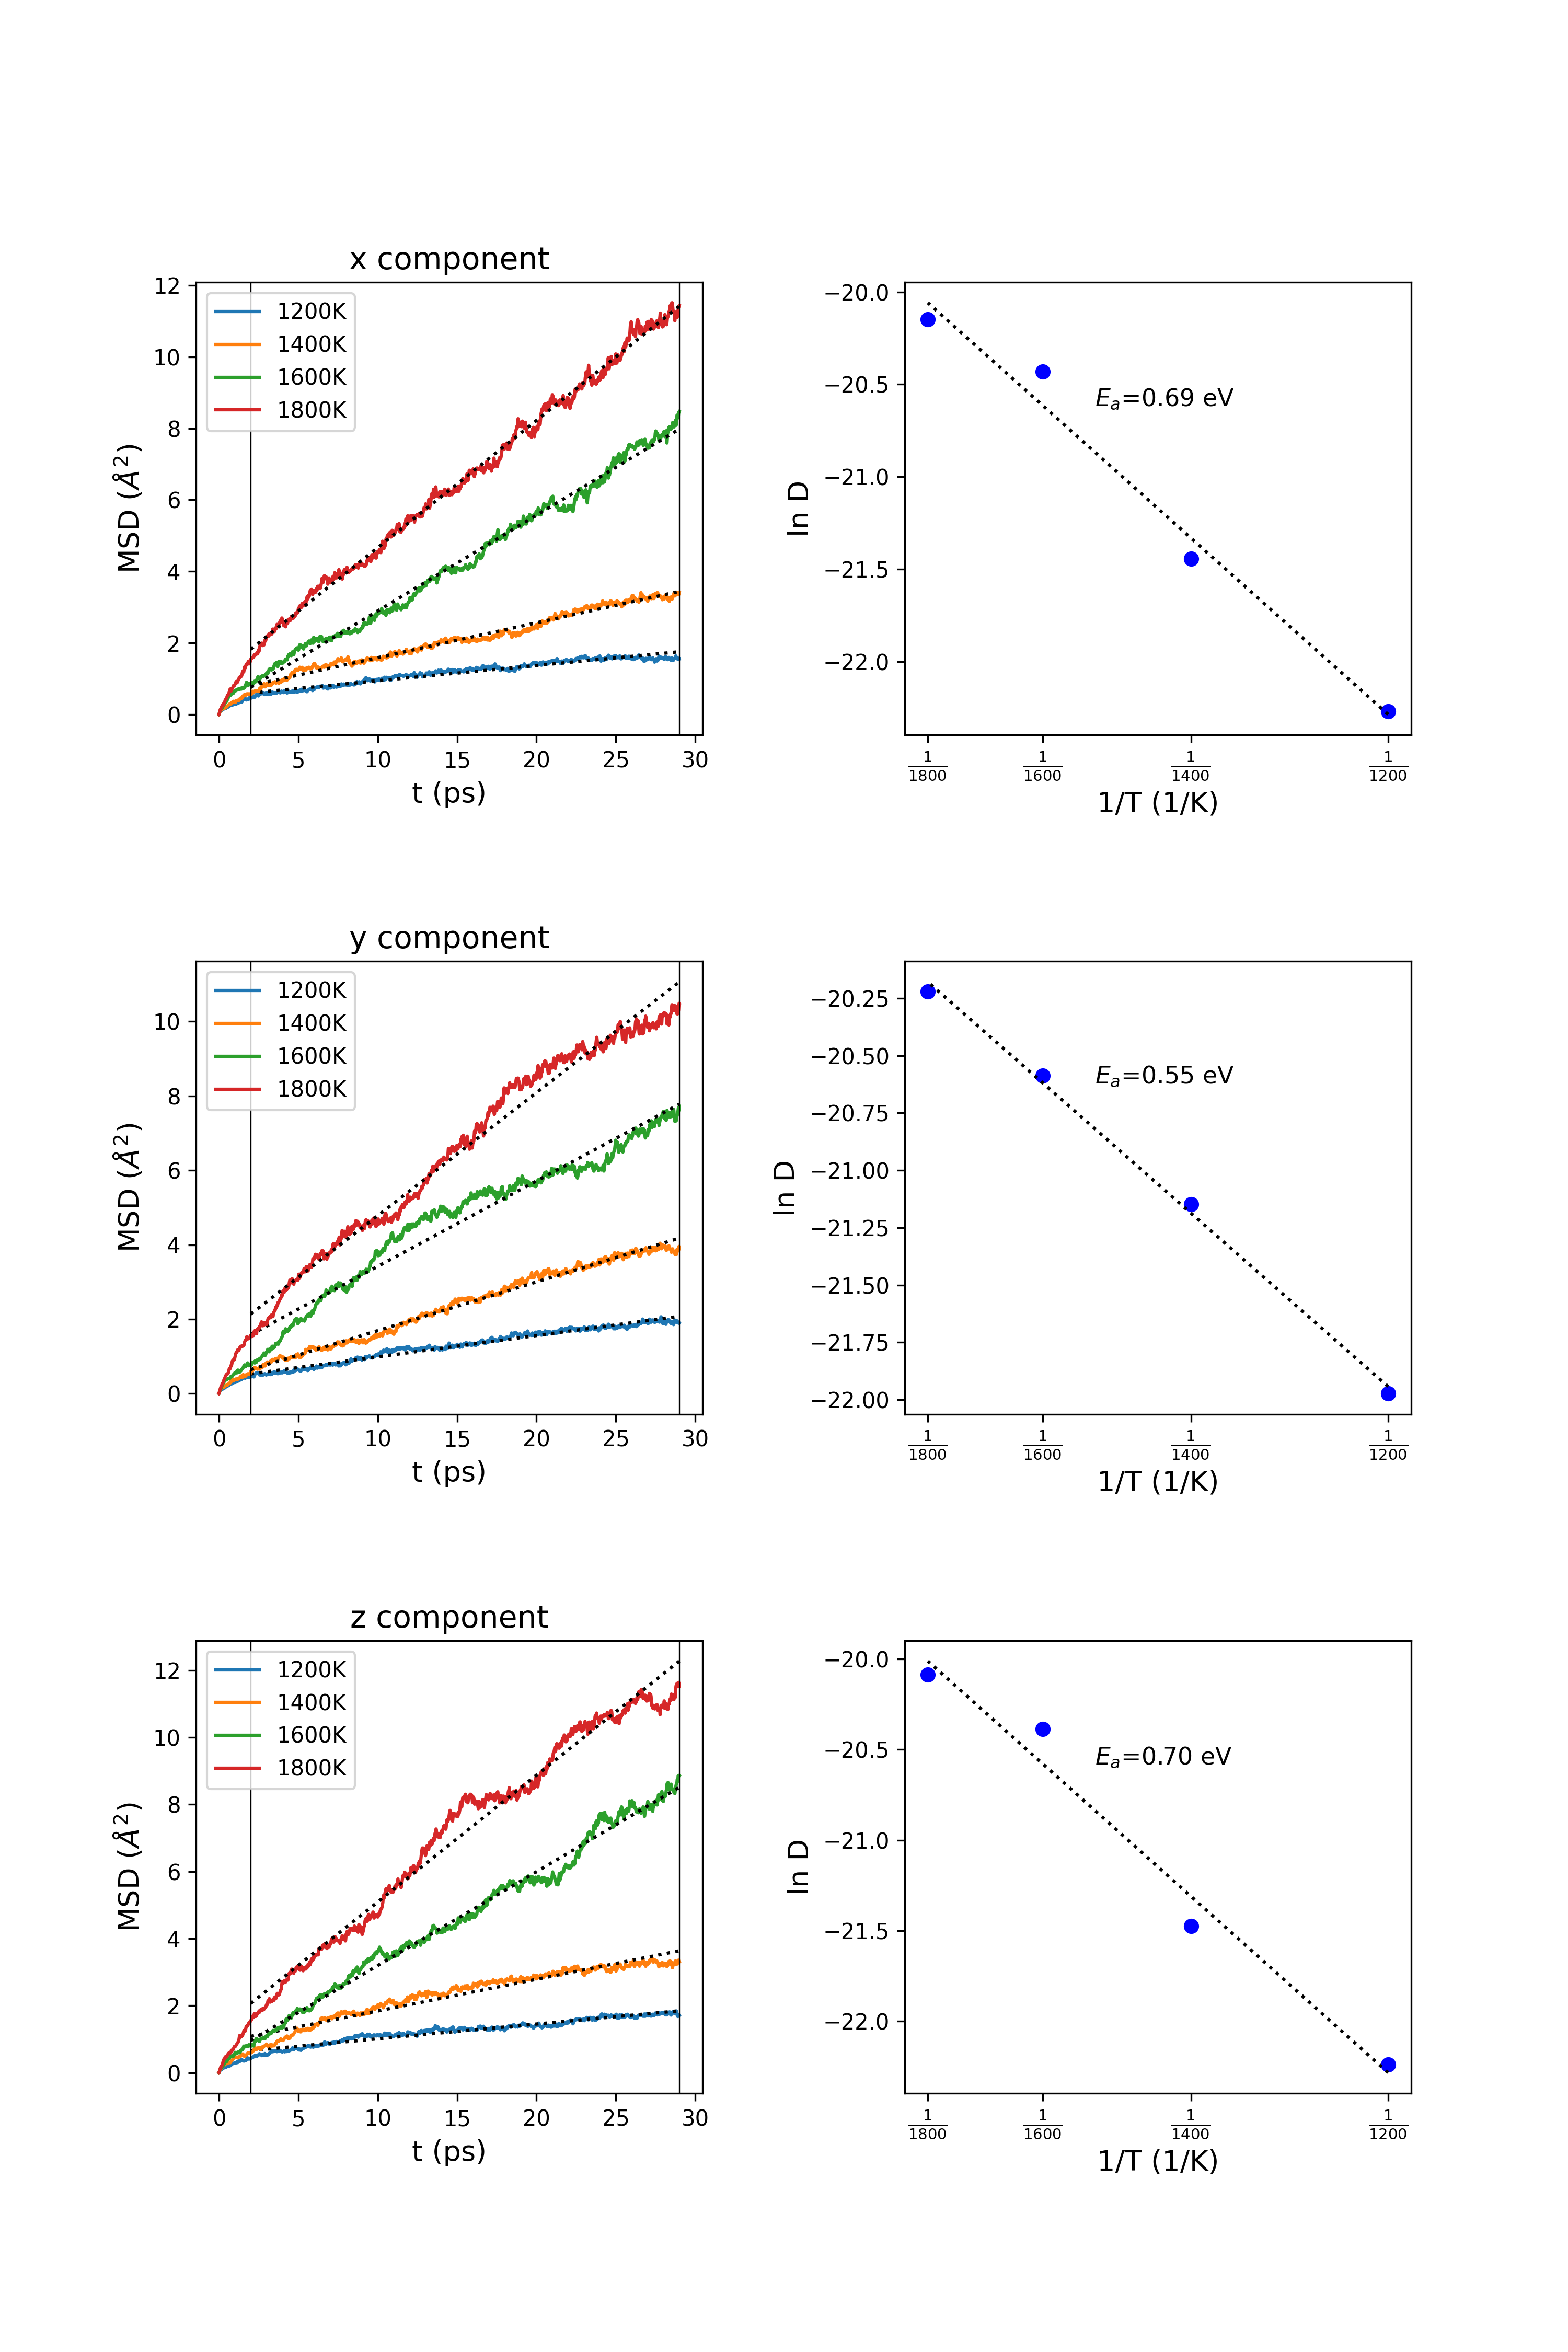 x component
12
10
8
6
4
2
0
MSD (Å²)
1200K
1400K
1600K
1800K
0 5 10 15 20 25 30
t (ps)
−20.0
−20.5
−21.0
−21.5
−22.0
ln D
Eₐ=0.69 eV
1/1800 1/1600 1/1400 1/1200
1/T (1/K)
y component
10
8
6
4
2
0
MSD (Å²)
1200K
1400K
1600K
1800K
0 5 10 15 20 25 30
t (ps)
−20.25
−20.50
−20.75
−21.00
−21.25
−21.50
−21.75
−22.00
ln D
Eₐ=0.55 eV
1/1800 1/1600 1/1400 1/1200
1/T (1/K)
z component
12
10
8
6
4
2
0
MSD (Å²)
1200K
1400K
1600K
1800K
0 5 10 15 20 25 30
t (ps)
−20.0
−20.5
−21.0
−21.5
−22.0
ln D
Eₐ=0.70 eV
1/1800 1/1600 1/1400 1/1200
1/T (1/K)